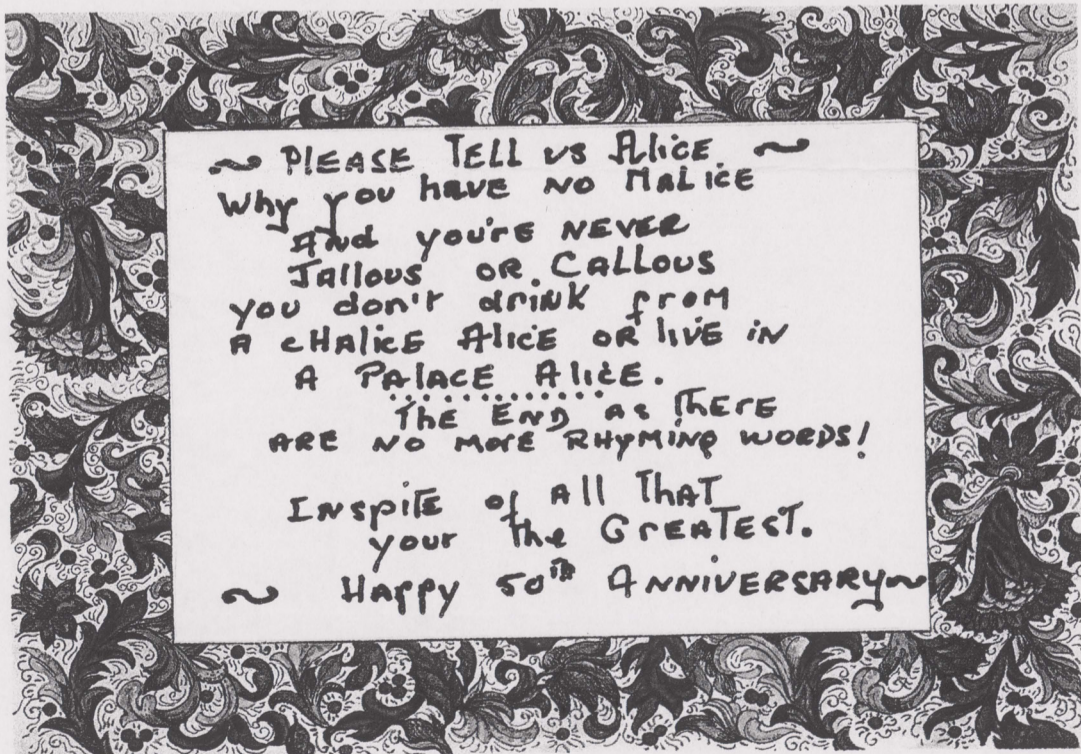 ~ PLEASE TELL us Alice. ~
Why you have NO MALICE
And you're NEVER
Jallous OR CALLOUS
you don't drink from
A CHALICE Alice OR live in
A PALACE Alice.
The END as There
ARE NO MORE RHYMING WORDS!
INspite of all That
your the GREATEST.
~ Happy 50th ANNIVERSARY ~